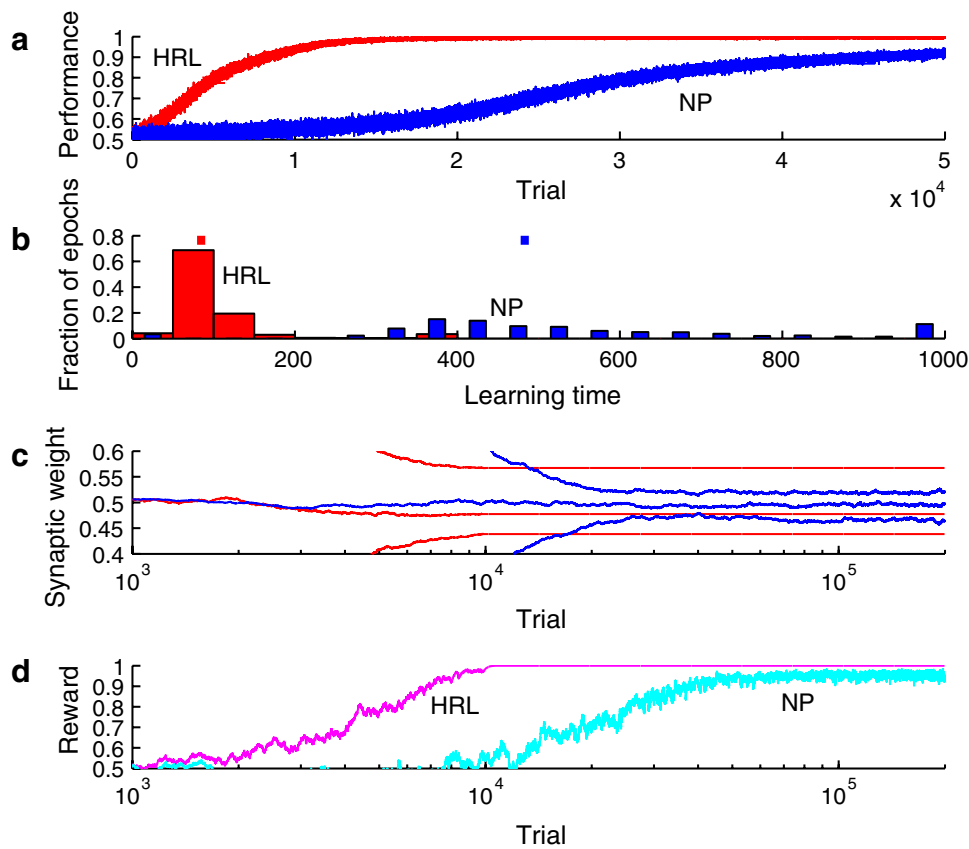 a
Performance
1
0.9
0.8
0.7
0.6
0.5
HRL
NP
0 1 2 3 4 5
Trial
x 10^4
b
Fraction of epochs
0.8
0.6
0.4
0.2
0
HRL
NP
0 200 400 600 800 1000
Learning time
c
Synaptic weight
0.6
0.55
0.5
0.45
0.4
10^3 10^4 10^5
Trial
d
Reward
1
0.9
0.8
0.7
0.6
0.5
HRL
NP
10^3 10^4 10^5
Trial